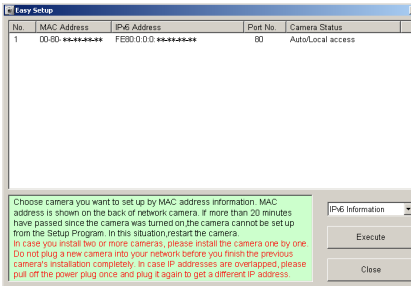 Easy Setup
No. MAC Address IPv6 Address Port No. Camera Status
1 00-80-**-**-**-** FE80:0:0:0:**-**-**-** 80 Auto/Local access
Choose camera you want to set up by MAC address information. MAC
address is shown on the back of network camera. If more than 20 minutes
have passed since the camera was turned on,the camera cannot be set up
from the Setup Program. In this situation,restart the camera.
In case you install two or more cameras, please install the camera one by one.
Do not plug a new camera into your network before you finish the previous
camera's installation completely. In case IP addresses are overlapped, please
pull off the power plug once and plug it again to get a different IP address.
IPv6 Information
Execute
Close